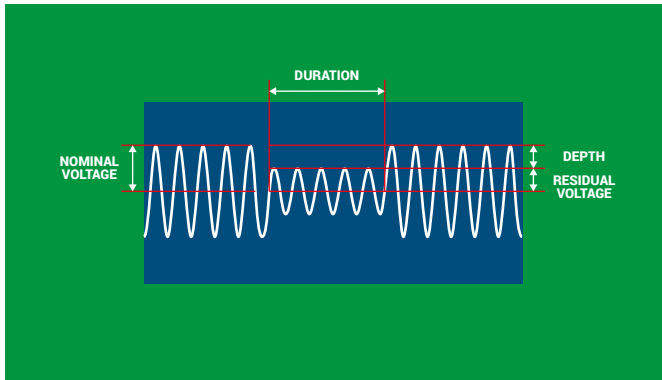 DURATION
NOMINAL
VOLTAGE
DEPTH
RESIDUAL
VOLTAGE